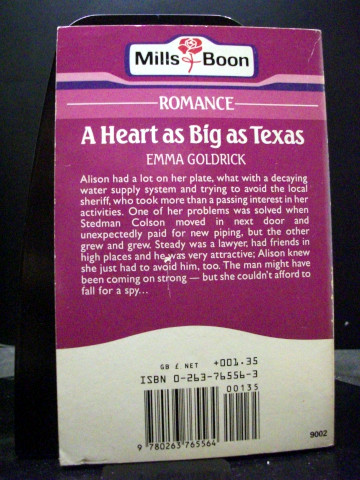 Mills & Boon
ROMANCE
A Heart as Big as Texas
EMMA GOLDRICK
Alison had a lot on her plate, what with a decaying
water supply system and trying to avoid the local
sheriff, who took more than a passing interest in her
activities. One of her problems was solved when
Stedman Colson moved in next door and
unexpectedly paid for new piping, but the other
grew and grew. Steady was a lawyer, had friends in
high places and he was very attractive; Alison knew
she just had to avoid him, too. The man might have
been coming on strong — but she couldn't afford to
fall for a spy...
GB £ NET +001.35
ISBN 0-263-76556-3
00135
9 780263 765564
9002